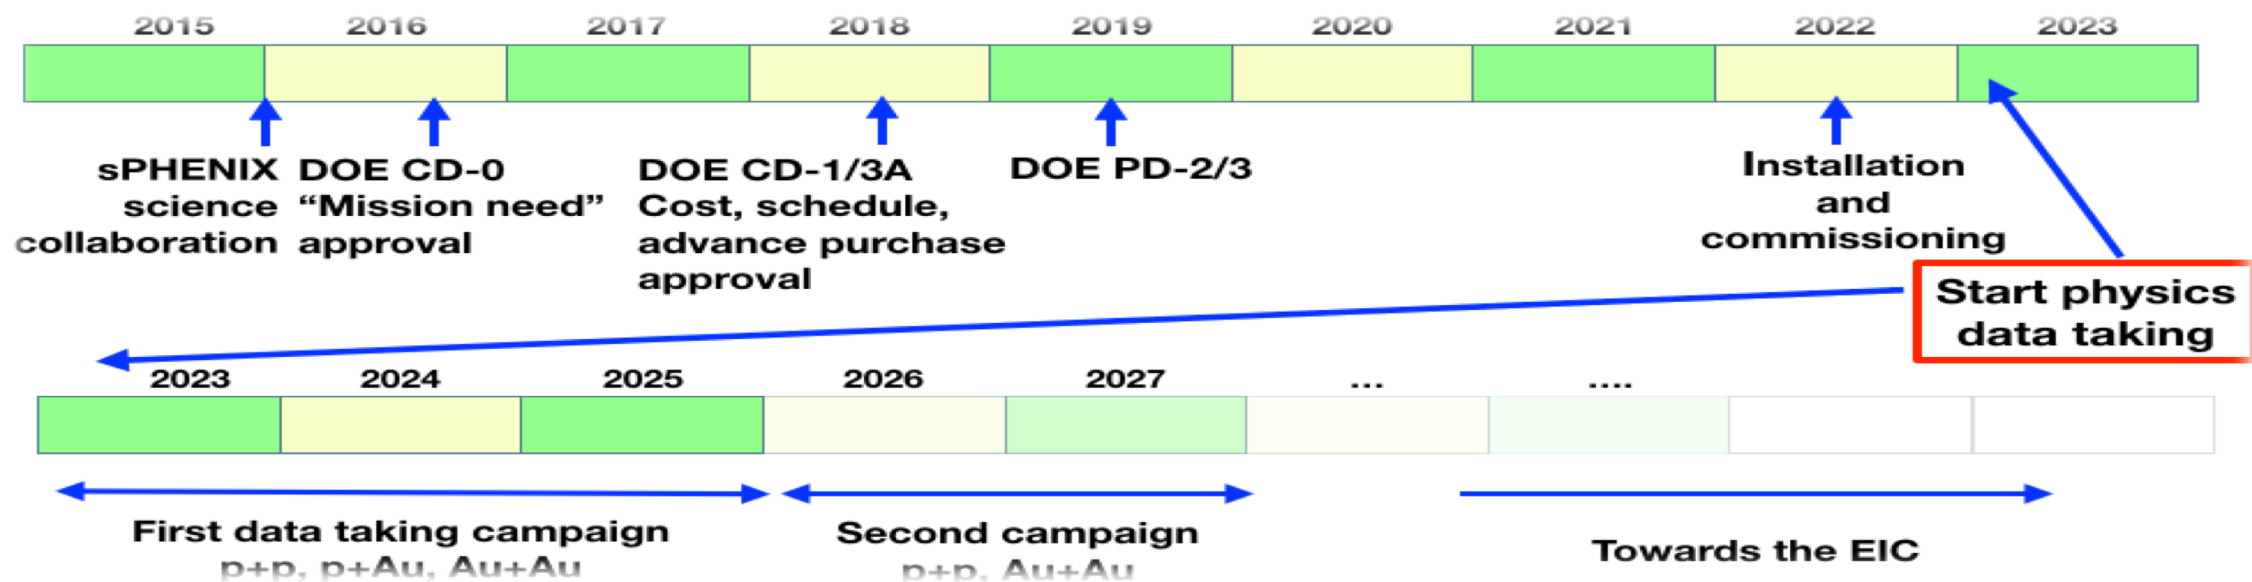 2015 2016 2017 2018 2019 2020 2021 2022 2023
sPHENIX
science
collaboration
DOE CD-0
“Mission need”
approval
DOE CD-1/3A
Cost, schedule,
advance purchase
approval
DOE PD-2/3
Installation
and
commissioning
Start physics
data taking
2023 2024 2025 2026 2027 ... ....
First data taking campaign
p+p, p+Au, Au+Au
Second campaign
p+p, Au+Au
Towards the EIC